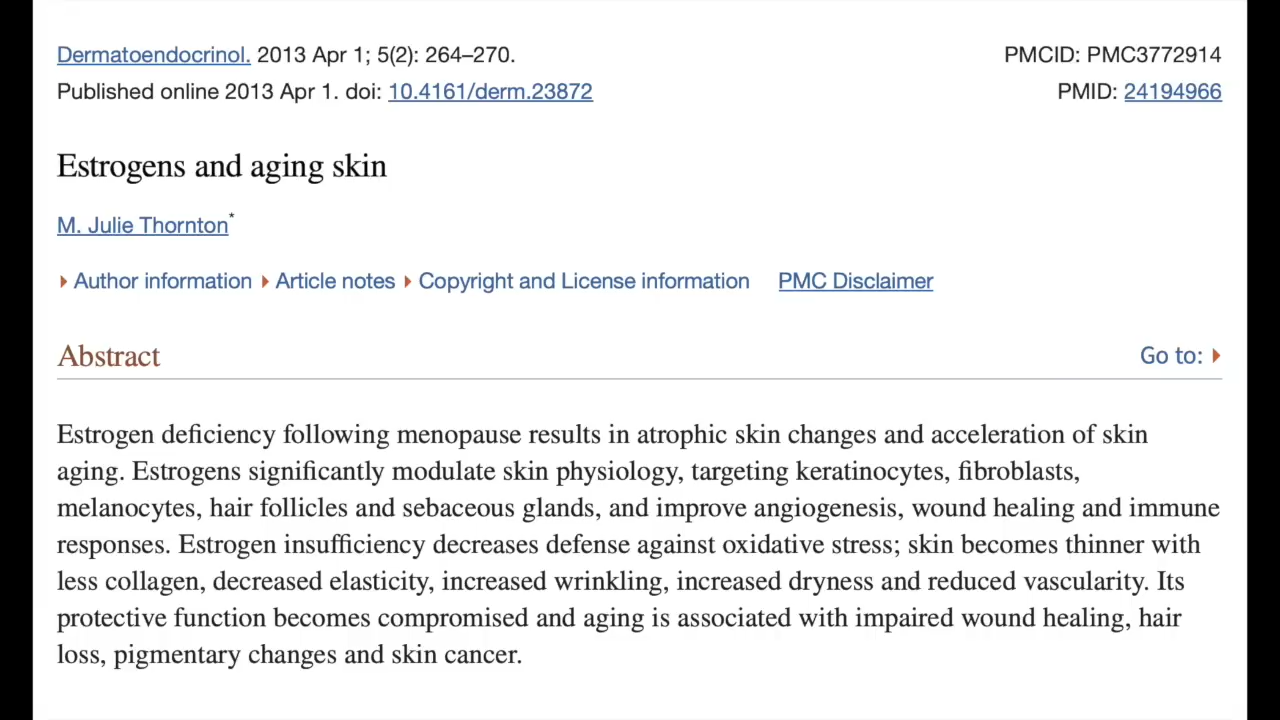 Dermatoendocrinol. 2013 Apr 1; 5(2): 264–270.
PMCID: PMC3772914
Published online 2013 Apr 1. doi: 10.4161/derm.23872
PMID: 24194966
Estrogens and aging skin
M. Julie Thornton*
Author information Article notes Copyright and License information PMC Disclaimer
Abstract
Go to:
Estrogen deficiency following menopause results in atrophic skin changes and acceleration of skin
aging. Estrogens significantly modulate skin physiology, targeting keratinocytes, fibroblasts,
melanocytes, hair follicles and sebaceous glands, and improve angiogenesis, wound healing and immune
responses. Estrogen insufficiency decreases defense against oxidative stress; skin becomes thinner with
less collagen, decreased elasticity, increased wrinkling, increased dryness and reduced vascularity. Its
protective function becomes compromised and aging is associated with impaired wound healing, hair
loss, pigmentary changes and skin cancer.